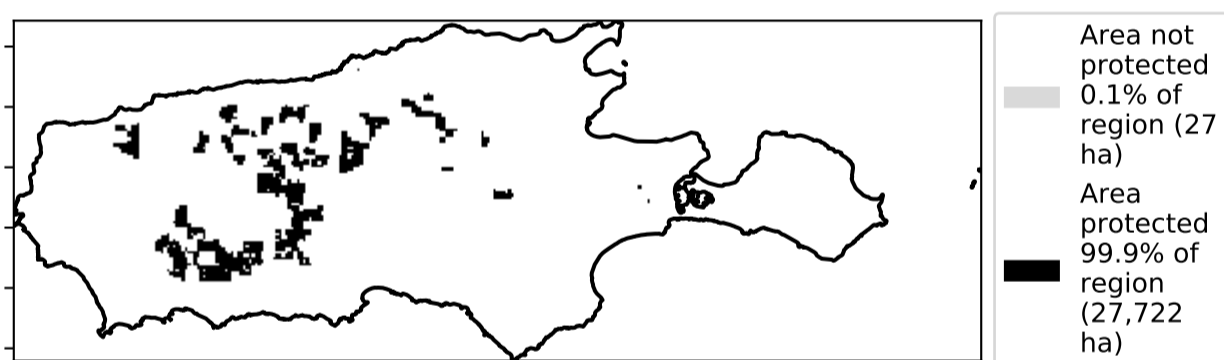 Area not
protected
0.1% of
region (27
ha)
Area
protected
99.9% of
region
(27,722
ha)